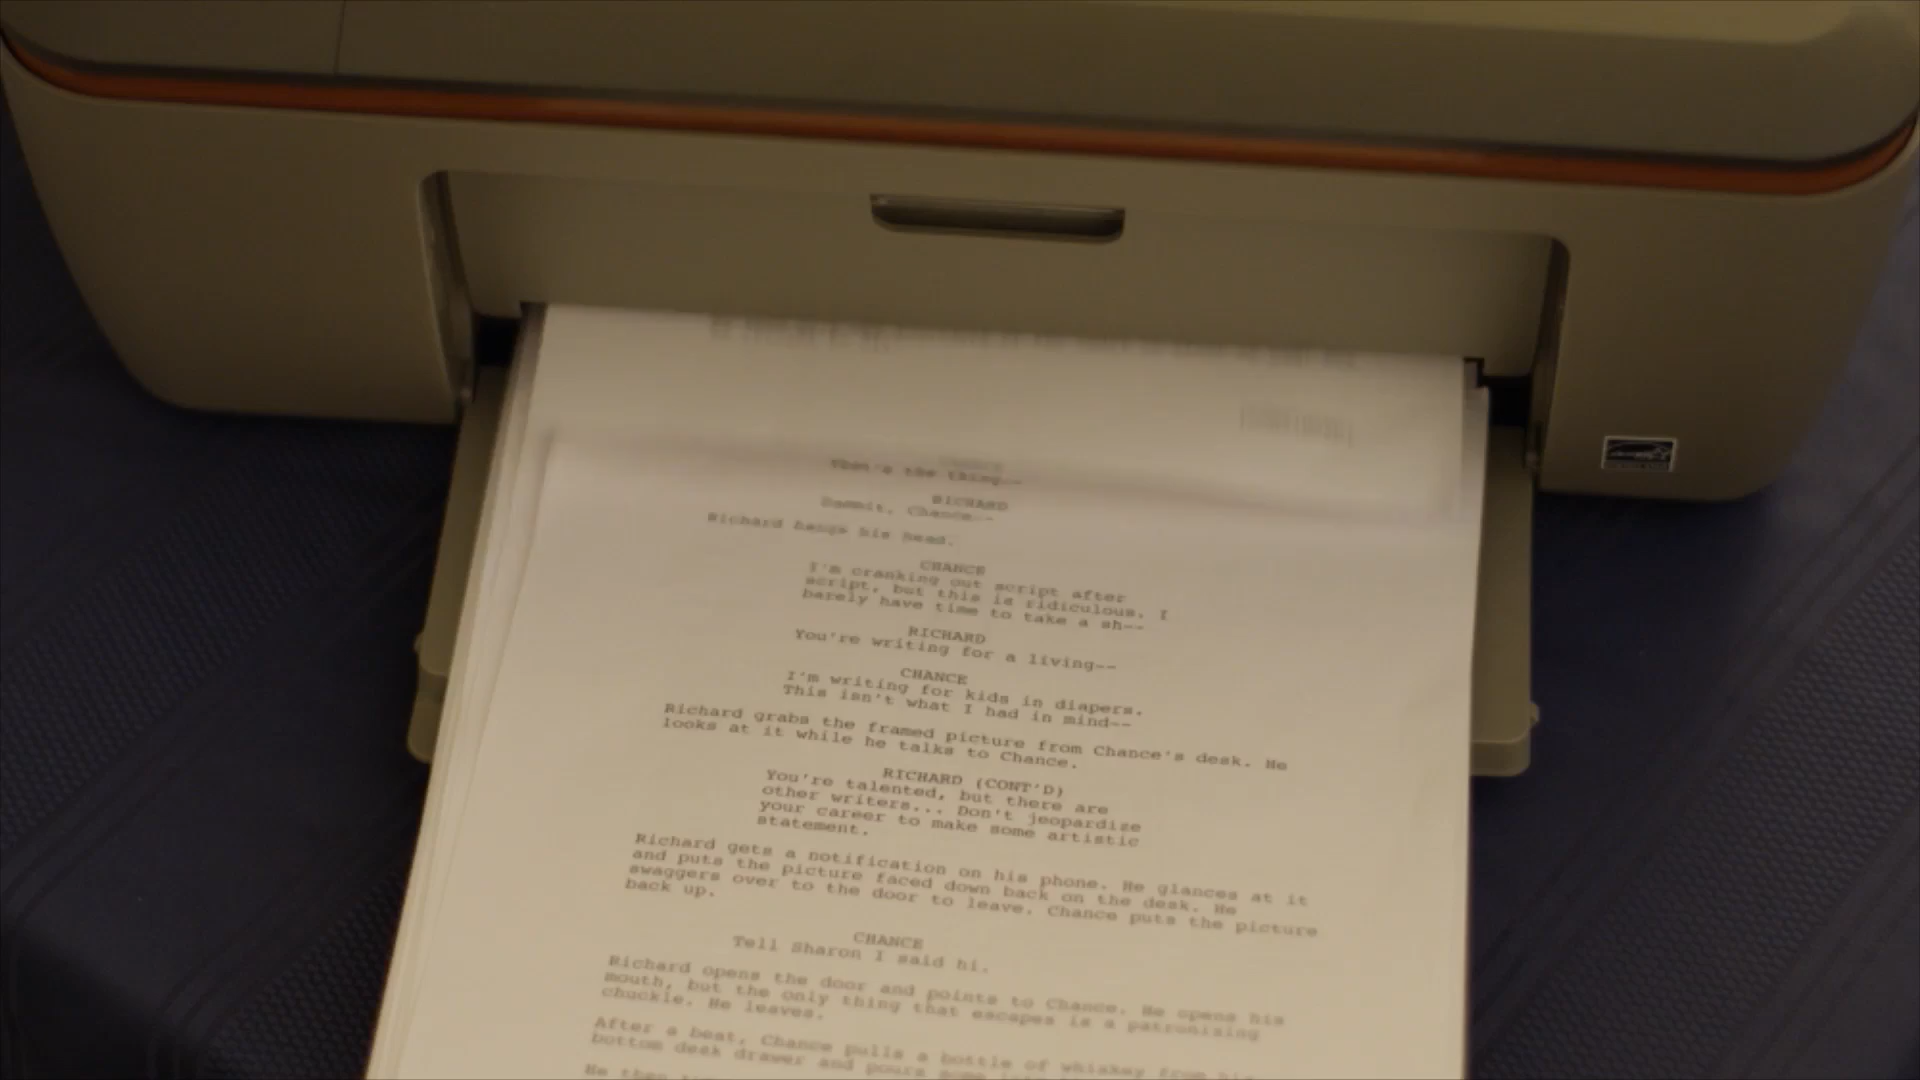 That's the thing--
RICHARD
Dammit, Chance--
Richard hangs his head.
CHANCE
I'm cranking out script after
script, but this is ridiculous. I
barely have time to take a sh--
RICHARD
You're writing for a living--
CHANCE
I'm writing for kids in diapers.
This isn't what I had in mind--
Richard grabs the framed picture from Chance's desk. He
looks at it while he talks to Chance.
RICHARD (CONT'D)
You're talented, but there are
other writers... Don't jeopardize
your career to make some artistic
statement.
Richard gets a notification on his phone. He glances at it
and puts the picture faced down back on the desk. He
swaggers over to the door to leave. Chance puts the picture
back up.
CHANCE
Tell Sharon I said hi.
Richard opens the door and points to Chance. He opens his
mouth, but the only thing that escapes is a patronizing
chuckle. He leaves.
After a beat, Chance pulls a bottle of whiskey from his
bottom desk drawer and pours some
He then